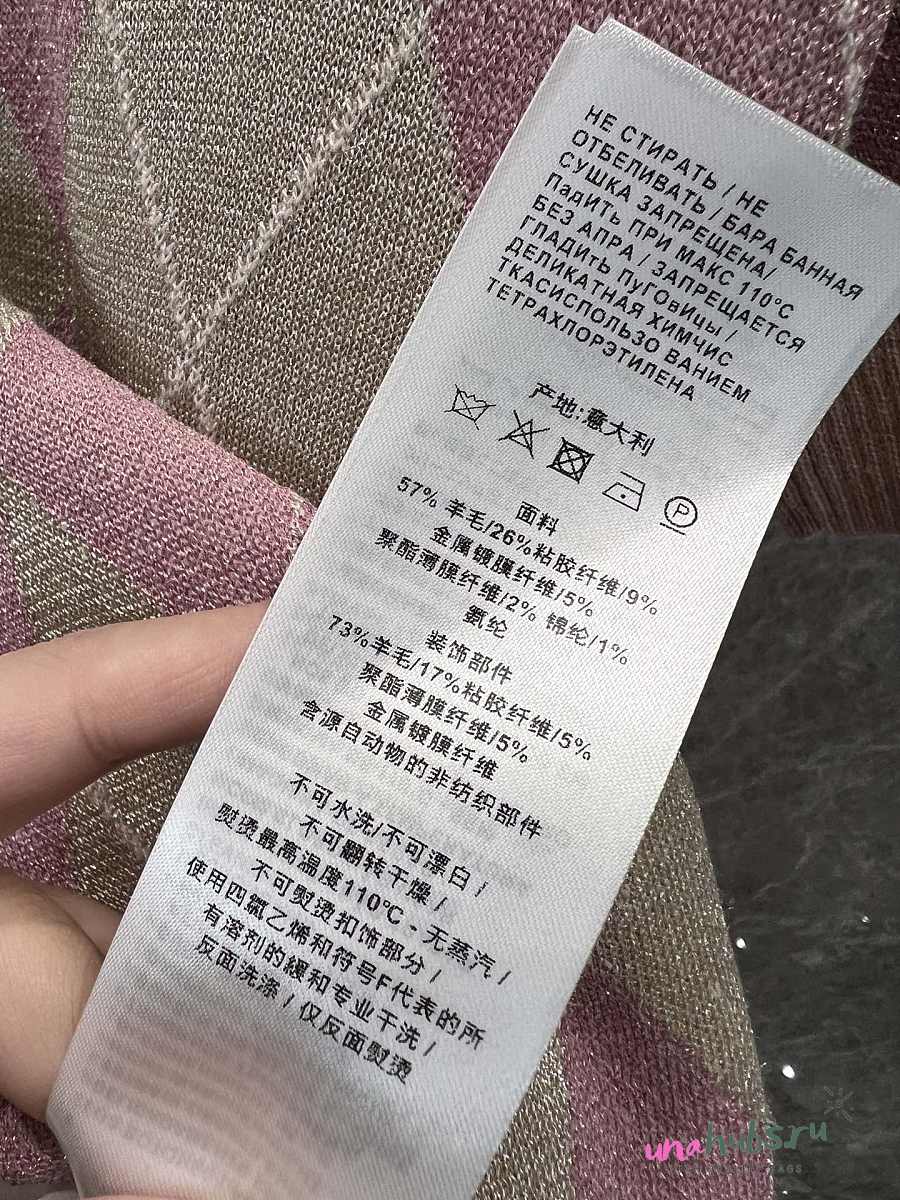 НЕ СТИРАТЬ / НЕ
ОТБЕЛИВАТЬ / БАРА БАННАЯ
СУШКА ЗАПРЕЩЕНА/
ПадИТЬ ПРИ МАКС 110°C
БЕЗ АПРА / ЗАПРЕЩАЕТСЯ
ГЛАДИть пуГОвИцы /
ДЕЛИКАТНАЯ ХИМЧИС
ТКАСИСПОЛЬЗО ВАНИЕМ
ТЕТРАХЛОРЭТИЛЕНА
产地:意大利
P
面料
57% 羊毛/26%粘胶纤维/9%
金属镀膜纤维/5%
聚酯薄膜纤维/2% 锦纶/1%
氨纶
装饰部件
73%羊毛/17%粘胶纤维/5%
聚酯薄膜纤维/5%
金属镀膜纤维
含源自动物的非纺织部件
不可水洗/不可漂白 /
不可翻转干燥 /
熨烫最高温度110°C - 无蒸汽 /
不可熨烫扣饰部分 /
使用四氯乙烯和符号F代表的所
有溶剂的緩和专业干洗 /
反面洗涤 / 仅反面熨烫
unahubs.ru